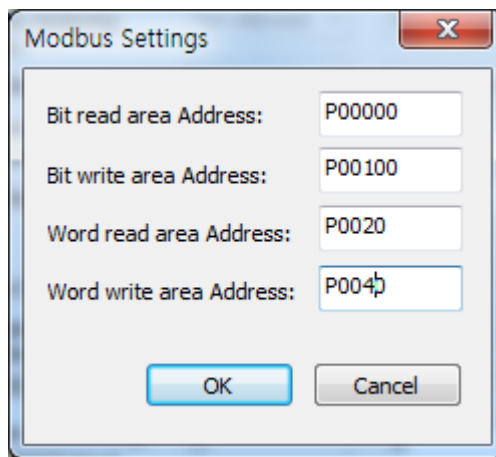 Modbus Settings
Bit read area Address: P00000
Bit write area Address: P00100
Word read area Address: P0020
Word write area Address: P0040
OK Cancel